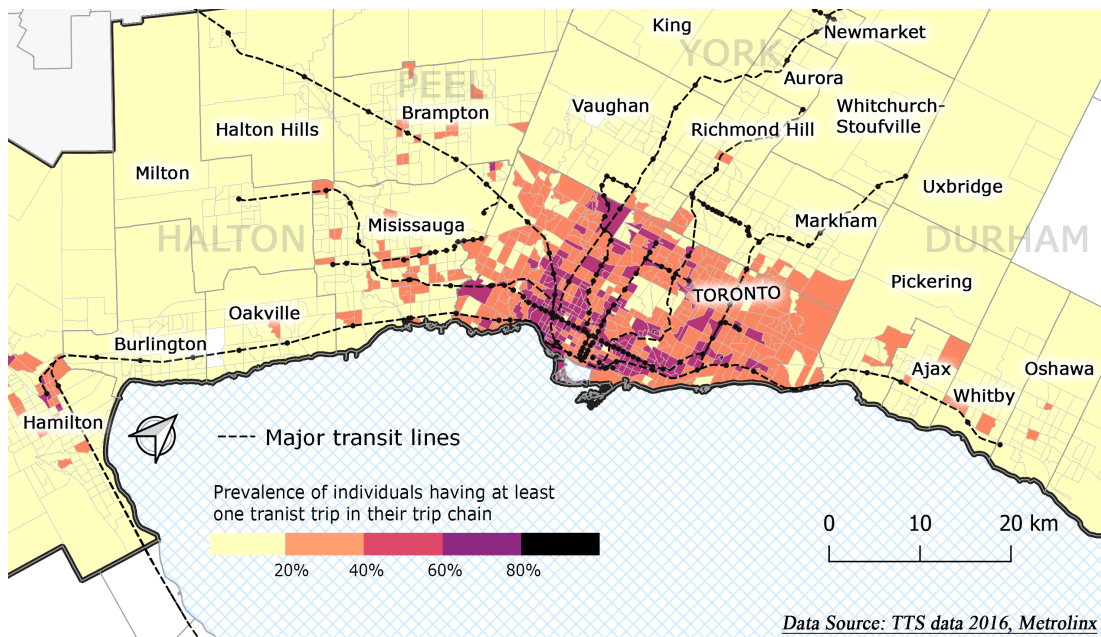 King
YORK
Newmarket
PEEL
Aurora
Vaughan
Brampton
Whitchurch-
Stoufville
Halton Hills
Richmond Hill
Milton
Uxbridge
Misissauga
Markham
HALTON
DURHAM
Pickering
TORONTO
Oakville
Burlington
Ajax
Oshawa
Whitby
Hamilton
Major transit lines
Prevalence of individuals having at least
one tranist trip in their trip chain
20% 40% 60% 80%
0 10 20 km
Data Source: TTS data 2016, Metrolinx